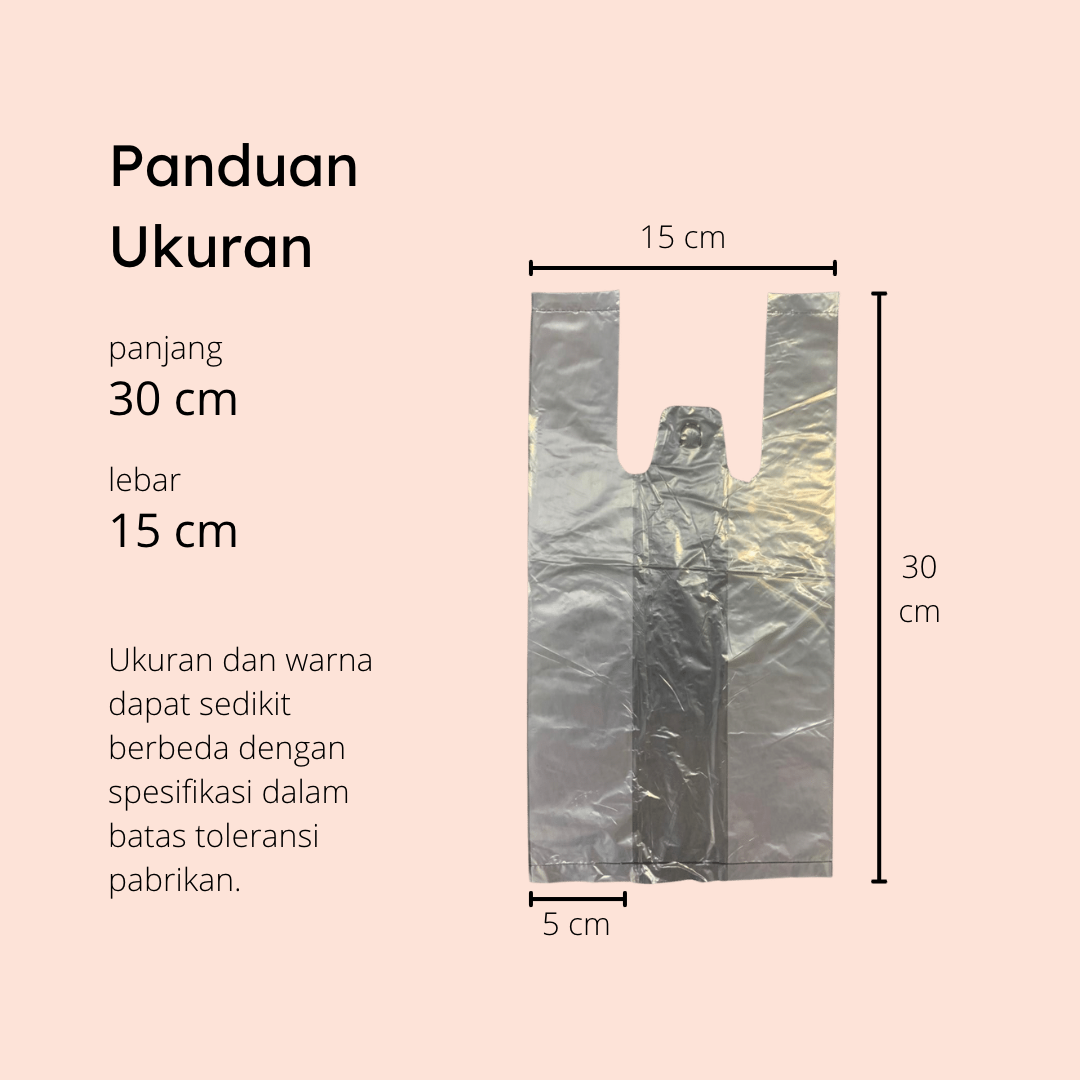 Panduan
Ukuran
panjang
30 cm
lebar
15 cm
Ukuran dan warna
dapat sedikit
berbeda dengan
spesifikasi dalam
batas toleransi
pabrikan.
15 cm
30
cm
5 cm